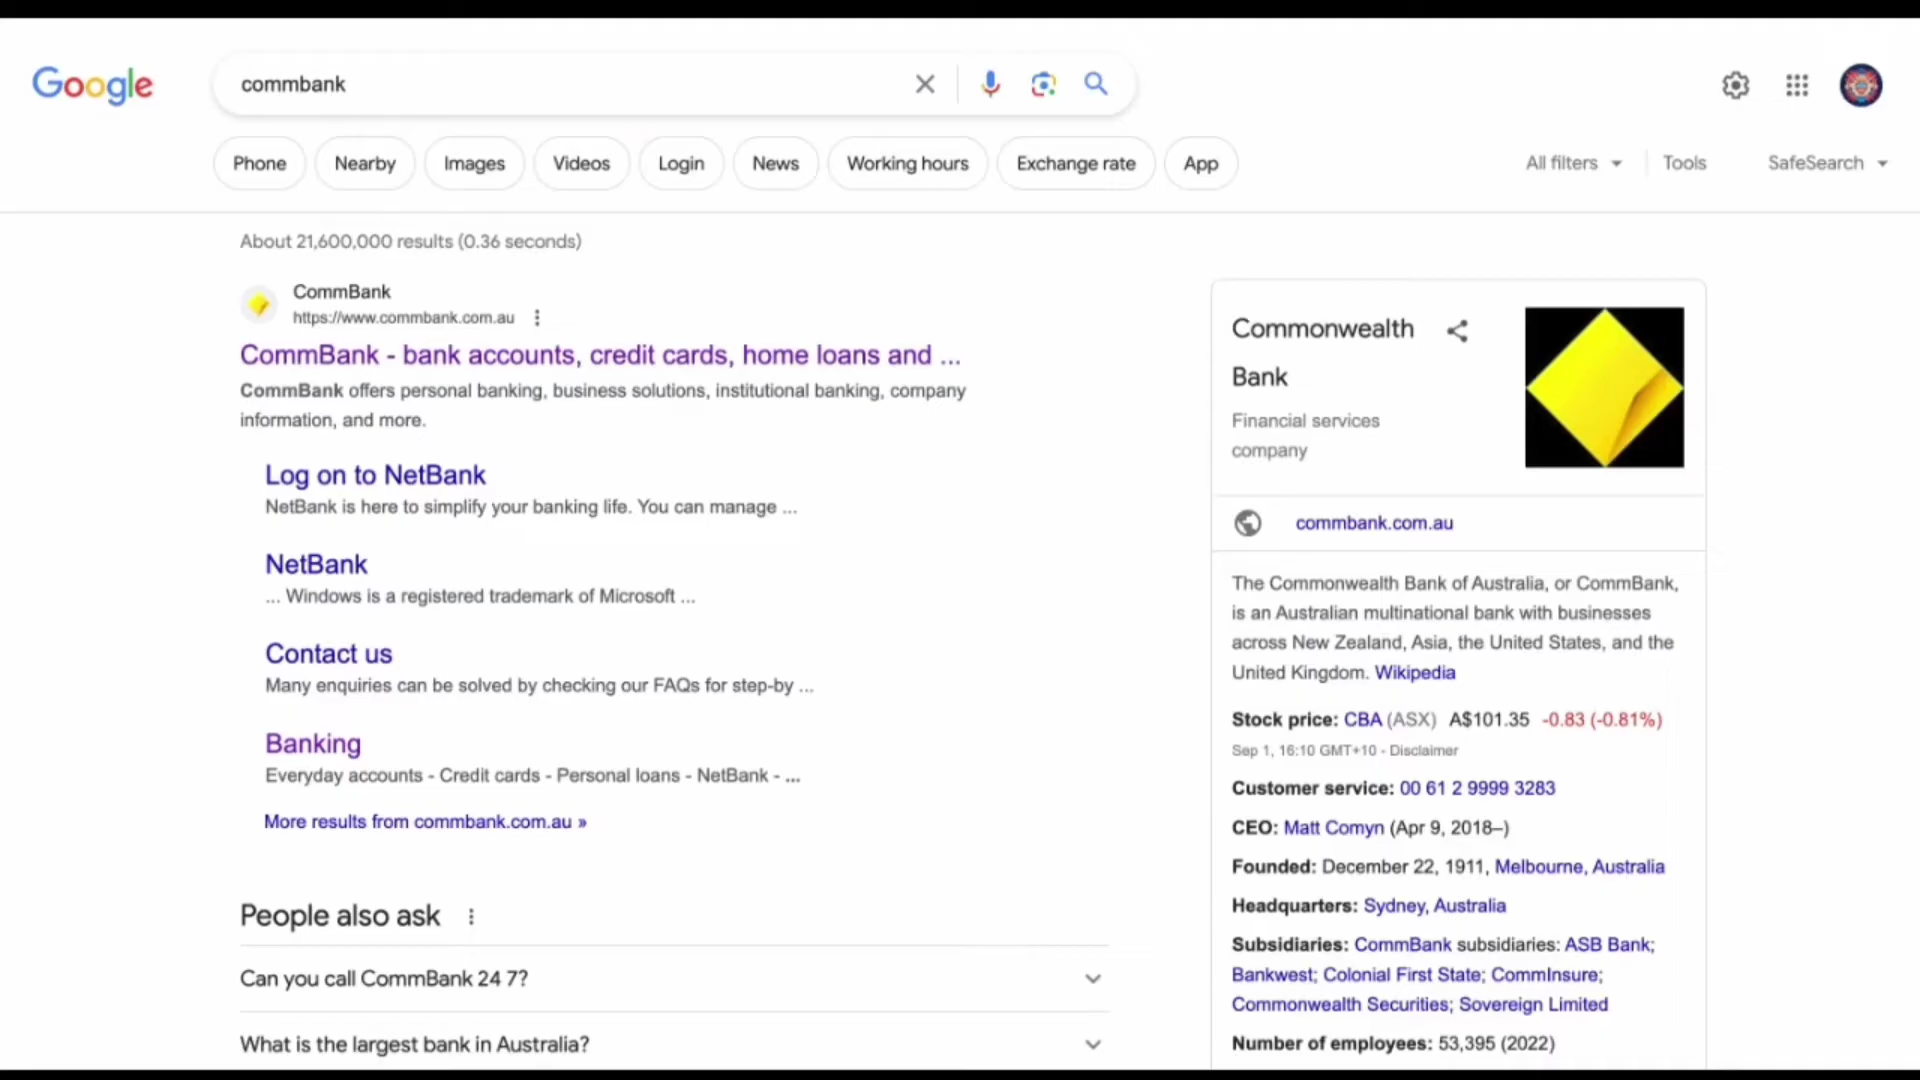 Google
commbank
Phone
Nearby
Images
Videos
Login
News
Working hours
Exchange rate
App
All filters
Tools
SafeSearch
About 21,600,000 results (0.36 seconds)
CommBank
https://www.commbank.com.au
CommBank - bank accounts, credit cards, home loans and ...
CommBank offers personal banking, business solutions, institutional banking, company
information, and more.
Log on to NetBank
NetBank is here to simplify your banking life. You can manage ...
NetBank
... Windows is a registered trademark of Microsoft ...
Contact us
Many enquiries can be solved by checking our FAQs for step-by ...
Banking
Everyday accounts - Credit cards - Personal loans - NetBank - ...
More results from commbank.com.au »
People also ask
Can you call CommBank 24 7?
What is the largest bank in Australia?
Commonwealth
Bank
Financial services
company
commbank.com.au
The Commonwealth Bank of Australia, or CommBank,
is an Australian multinational bank with businesses
across New Zealand, Asia, the United States, and the
United Kingdom. Wikipedia
Stock price: CBA (ASX) A$101.35 -0.83 (-0.81%)
Sep 1, 16:10 GMT+10 - Disclaimer
Customer service: 00 61 2 9999 3283
CEO: Matt Comyn (Apr 9, 2018–)
Founded: December 22, 1911, Melbourne, Australia
Headquarters: Sydney, Australia
Subsidiaries: CommBank subsidiaries: ASB Bank;
Bankwest; Colonial First State; CommInsure;
Commonwealth Securities; Sovereign Limited
Number of employees: 53,395 (2022)